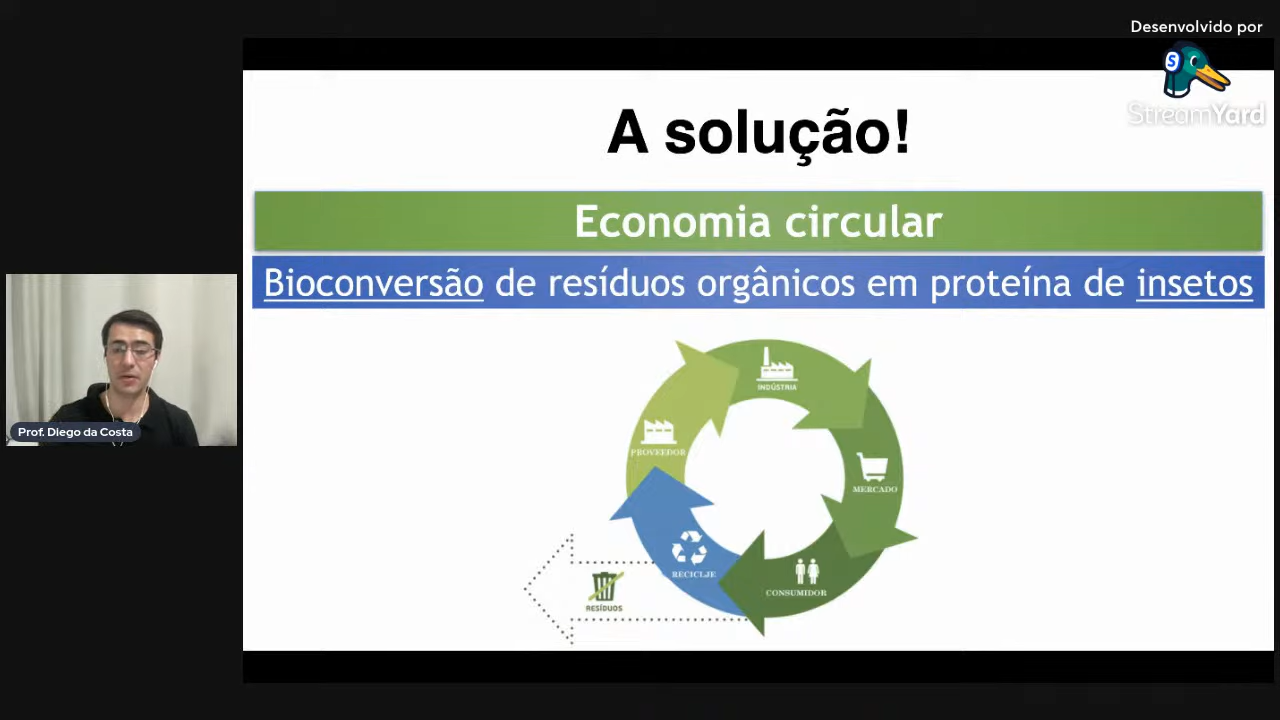 Desenvolvido por
S
StreamYard
A solução!
Economia circular
Bioconversão de resíduos orgânicos em proteína de insetos
INDÚSTRIA
PROVEEDOR
MERCADO
RECICLJE
CONSUMIDOR
RESÍDUOS
Prof. Diego da Costa